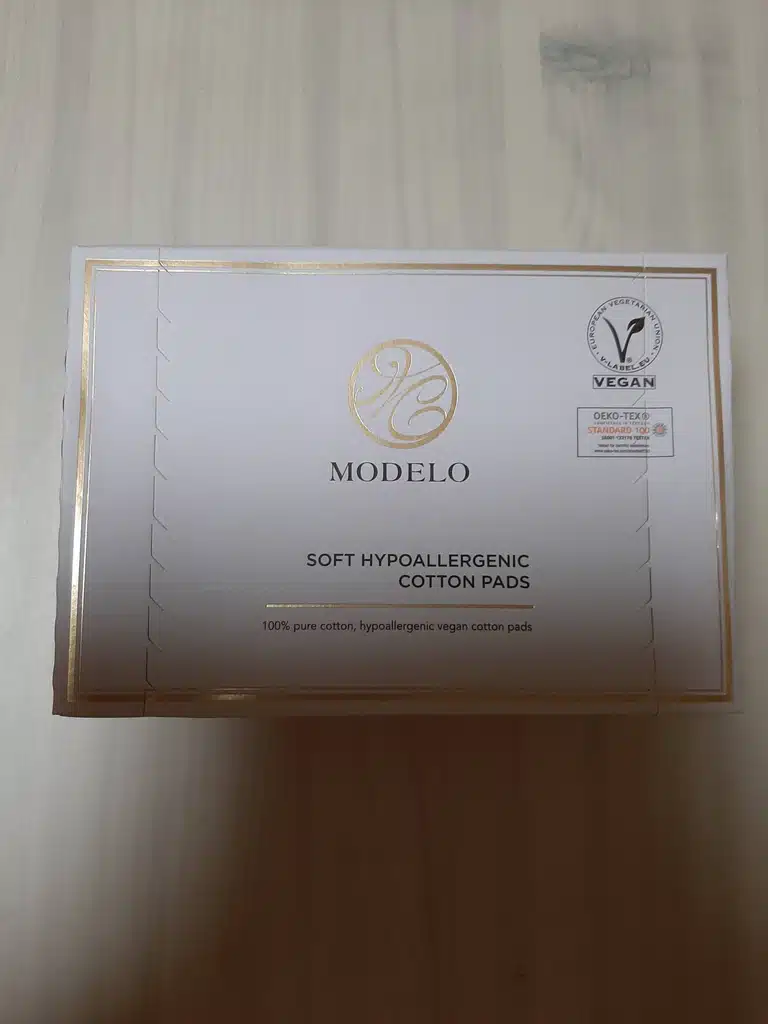 EUROPEAN VEGETARIAN UNION
V-LABEL.EU
VEGAN
OEKO-TEX®
STANDARD 100
MODELO
SOFT HYPOALLERGENIC
COTTON PADS
100% pure cotton, hypoallergenic vegan cotton pads